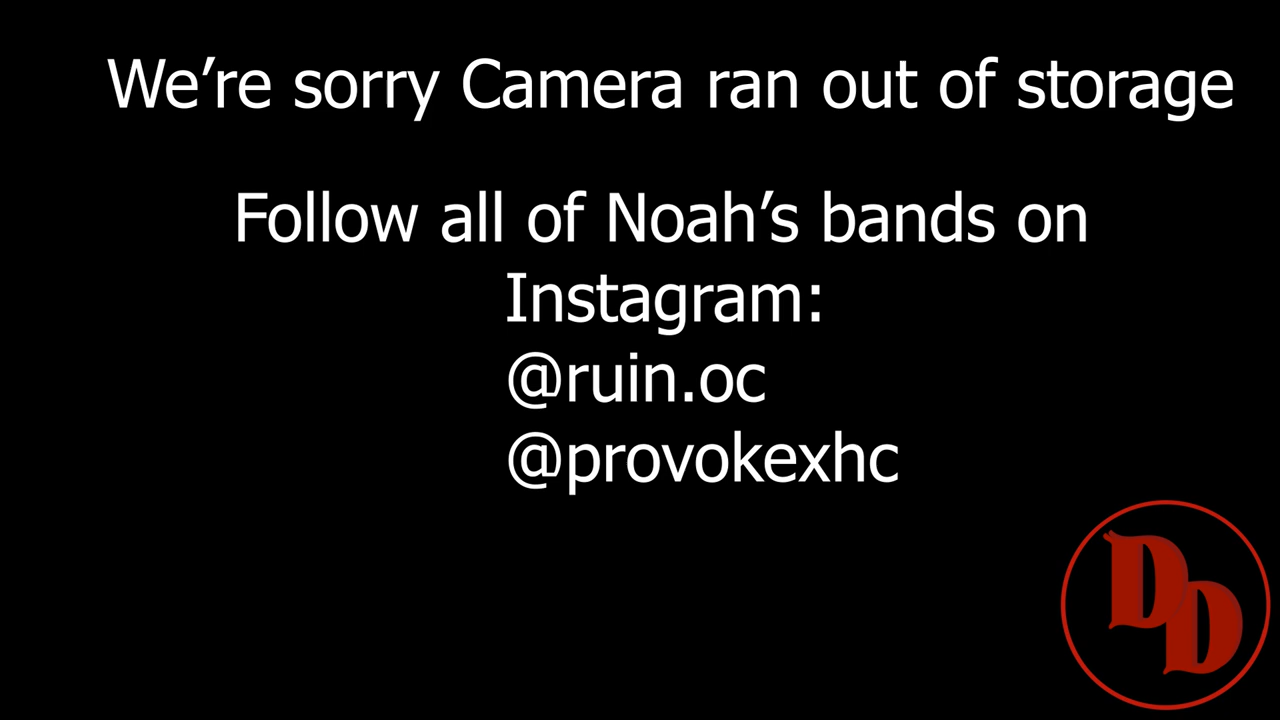 We’re sorry Camera ran out of storage
Follow all of Noah’s bands on
Instagram:
@ruin.oc
@provokexhc
DD